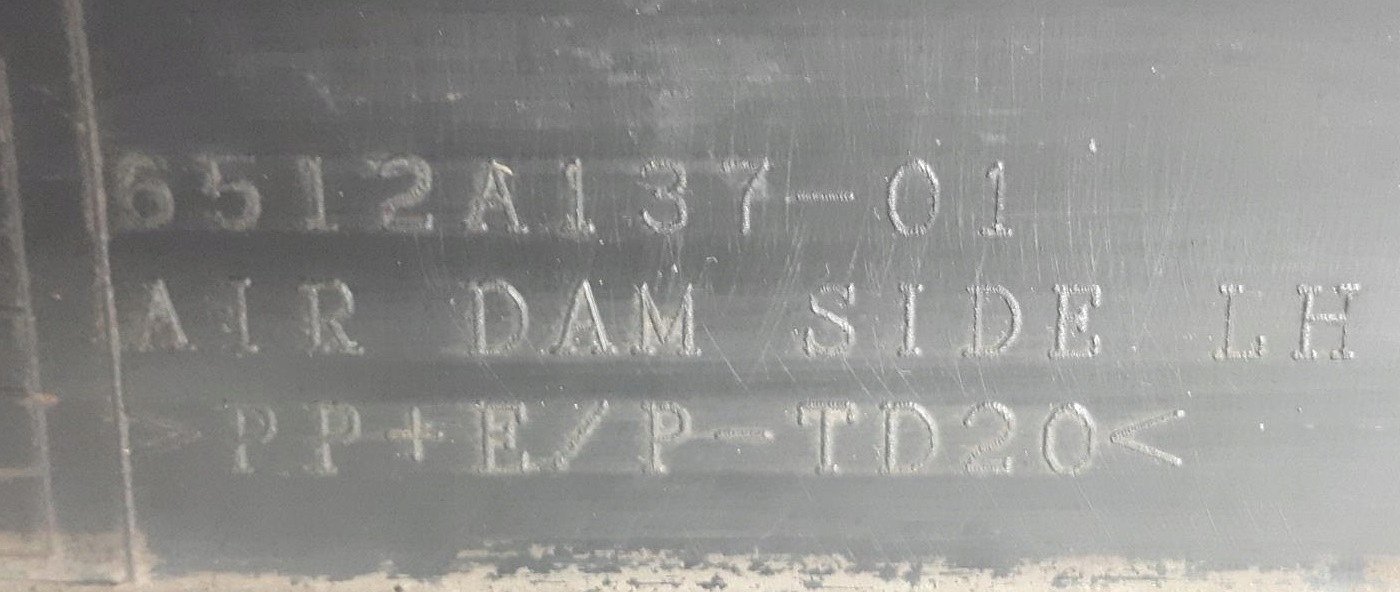 6512A137-01
AIR DAM SIDE LH
>PP+E/P-TD20<